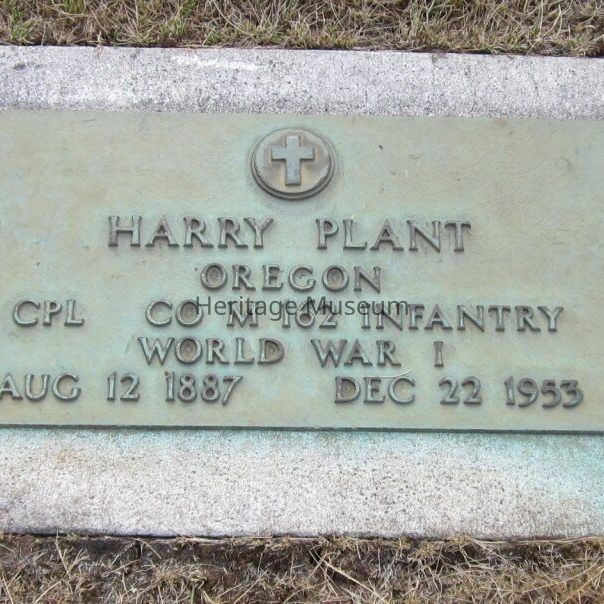 HARRY PLANT
OREGON
CPL CO M 162 INFANTRY
Heritage Museum
WORLD WAR I
AUG 12 1887 DEC 22 1953